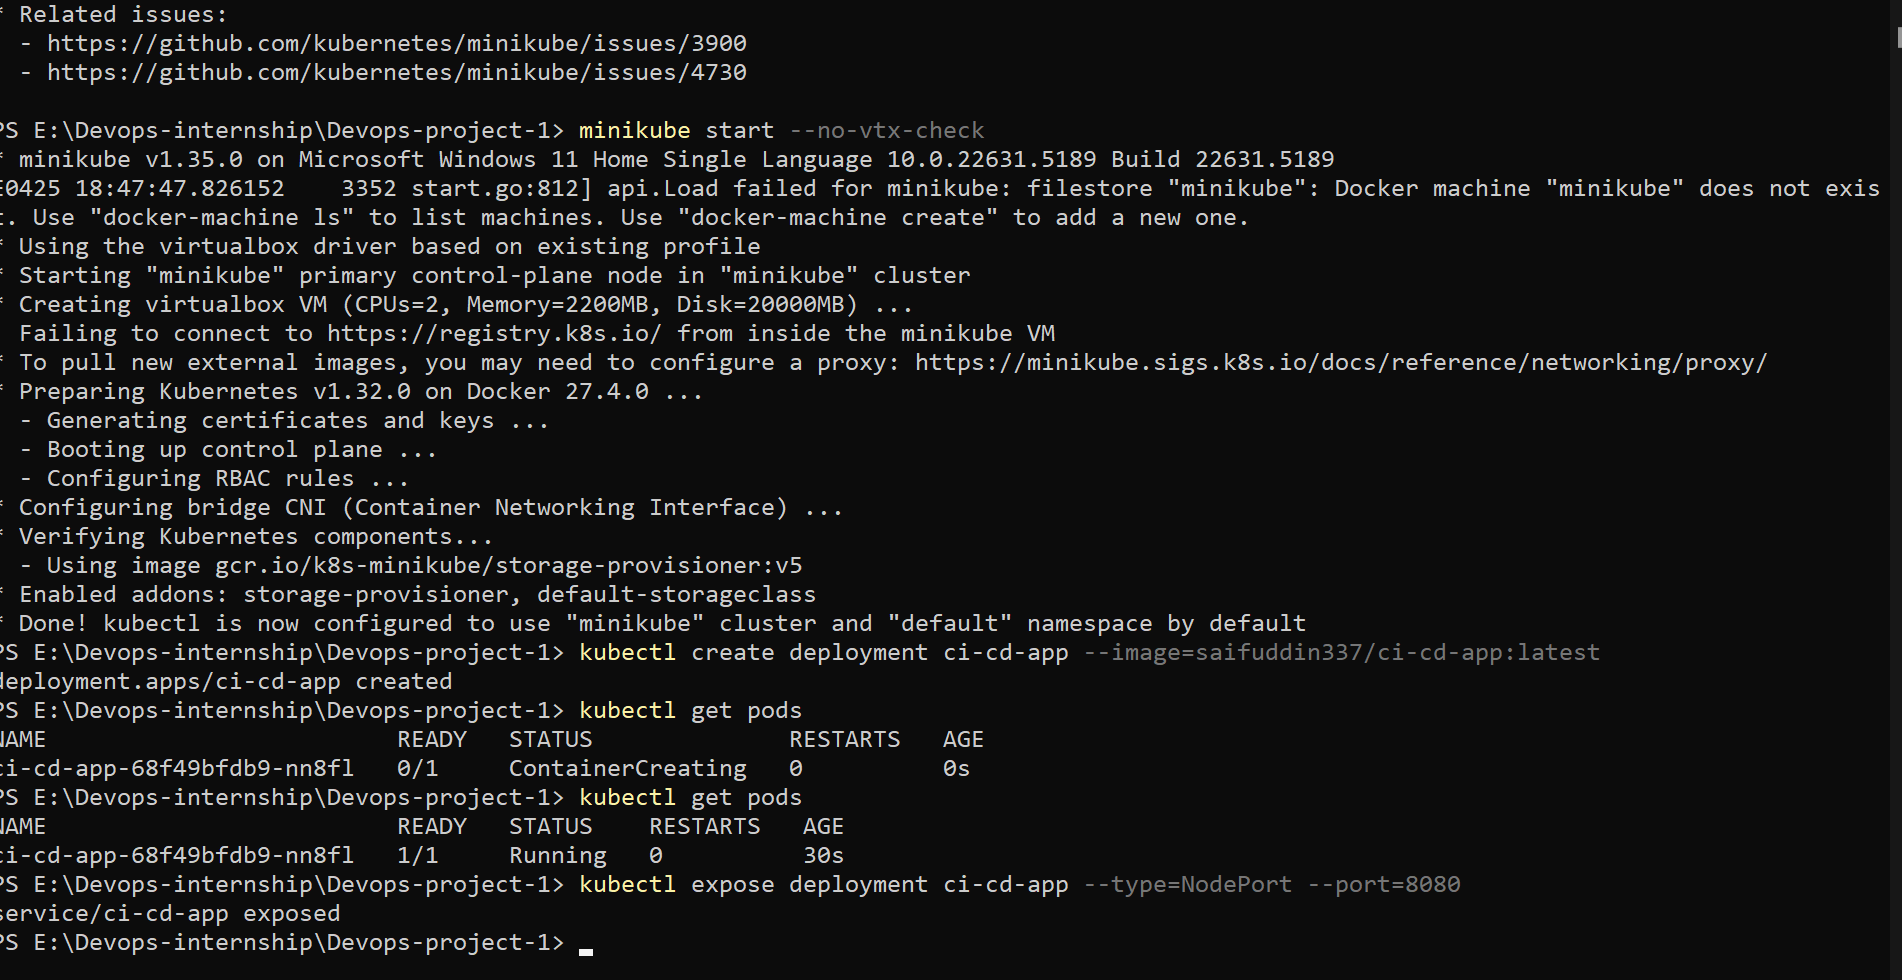 * Related issues:
  - https://github.com/kubernetes/minikube/issues/3900
  - https://github.com/kubernetes/minikube/issues/4730
PS E:\Devops-internship\Devops-project-1> minikube start --no-vtx-check
* minikube v1.35.0 on Microsoft Windows 11 Home Single Language 10.0.22631.5189 Build 22631.5189
E0425 18:47:47.826152    3352 start.go:812] api.Load failed for minikube: filestore "minikube": Docker machine "minikube" does not exis
t. Use "docker-machine ls" to list machines. Use "docker-machine create" to add a new one.
* Using the virtualbox driver based on existing profile
* Starting "minikube" primary control-plane node in "minikube" cluster
* Creating virtualbox VM (CPUs=2, Memory=2200MB, Disk=20000MB) ...
  Failing to connect to https://registry.k8s.io/ from inside the minikube VM
* To pull new external images, you may need to configure a proxy: https://minikube.sigs.k8s.io/docs/reference/networking/proxy/
* Preparing Kubernetes v1.32.0 on Docker 27.4.0 ...
  - Generating certificates and keys ...
  - Booting up control plane ...
  - Configuring RBAC rules ...
* Configuring bridge CNI (Container Networking Interface) ...
* Verifying Kubernetes components...
  - Using image gcr.io/k8s-minikube/storage-provisioner:v5
* Enabled addons: storage-provisioner, default-storageclass
* Done! kubectl is now configured to use "minikube" cluster and "default" namespace by default
PS E:\Devops-internship\Devops-project-1> kubectl create deployment ci-cd-app --image=saifuddin337/ci-cd-app:latest
deployment.apps/ci-cd-app created
PS E:\Devops-internship\Devops-project-1> kubectl get pods
NAME                         READY   STATUS              RESTARTS   AGE
ci-cd-app-68f49bfdb9-nn8fl   0/1     ContainerCreating   0          0s
PS E:\Devops-internship\Devops-project-1> kubectl get pods
NAME                         READY   STATUS    RESTARTS   AGE
ci-cd-app-68f49bfdb9-nn8fl   1/1     Running   0          30s
PS E:\Devops-internship\Devops-project-1> kubectl expose deployment ci-cd-app --type=NodePort --port=8080
service/ci-cd-app exposed
PS E:\Devops-internship\Devops-project-1>